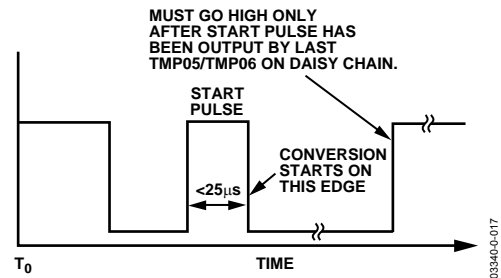 MUST GO HIGH ONLY
AFTER START PULSE HAS
BEEN OUTPUT BY LAST
TMP05/TMP06 ON DAISY CHAIN.
START
PULSE
CONVERSION
STARTS ON
THIS EDGE
<25μs
T0
TIME
03340-0-017